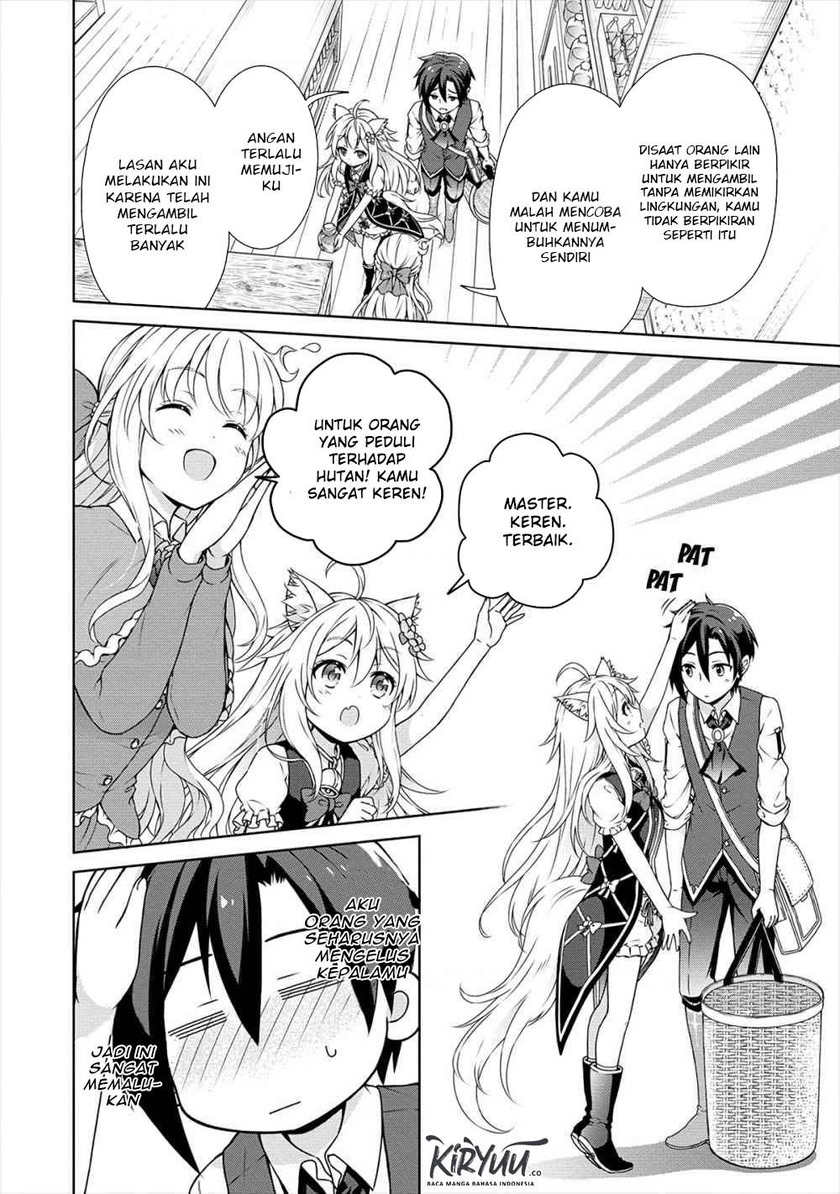 DISAAT ORANG LAIN
HANYA BERPIKIR
UNTUK MENGAMBIL
TANPA MEMIKIRKAN
LINGKUNGAN, KAMU
TIDAK BERPIKIRAN
SEPERTI ITU
DAN KAMU
MALAH MENCOBA
UNTUK MENUM-
BUHKANNYA
SENDIRI
ANGAN
TERLALU
MEMUJI-
KU
LASAN AKU
MELAKUKAN INI
KARENA TELAH
MENGAMBIL
TERLALU
BANYAK
UNTUK ORANG
YANG PEDULI
TERHADAP
HUTAN! KAMU
SANGAT KEREN!
MASTER.
KEREN.
TERBAIK.
PAT
PAT
AKU
ORANG YANG
SEHARUSNYA
MENGELUS
KEPALAMU
JADI INI
SANGAT
MEMALU-
KAN
KIRYUU.CO
BACA MANGA BAHASA INDONESIA